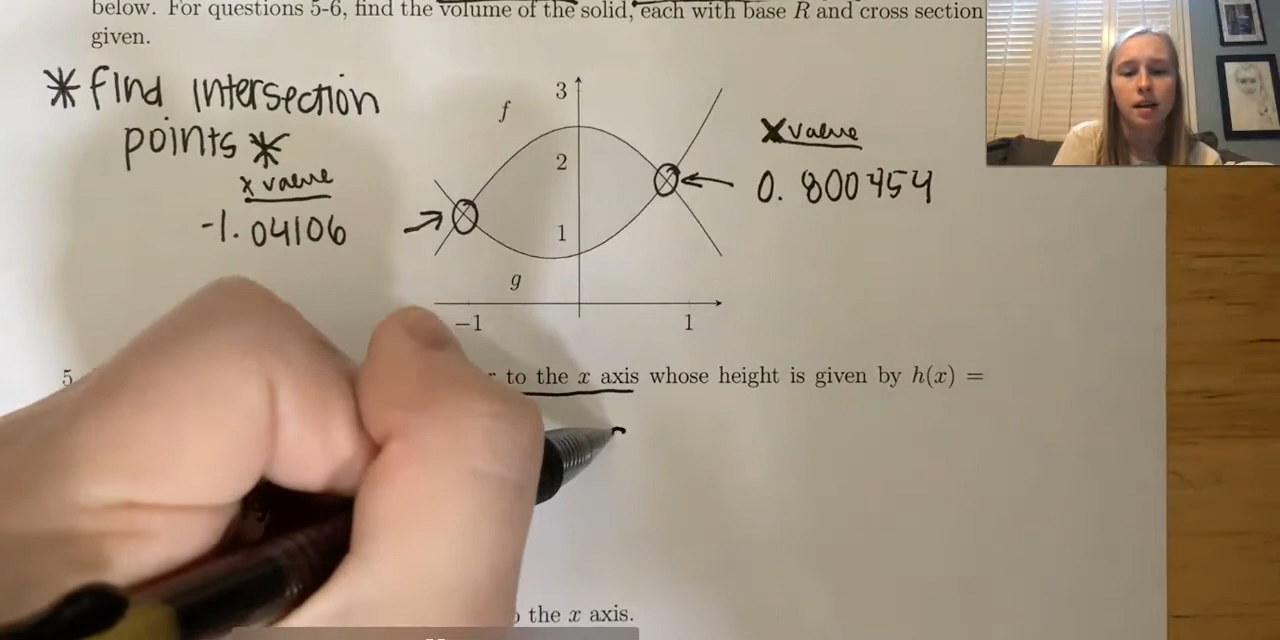 below. For questions 5-6, find the volume of the solid, each with base R and cross section
given.
*find intersection
points*
x value
-1.04106
f
3
2
1
g
-1
1
x value
0.800454
5
to the x axis whose height is given by h(x) =
the x axis.